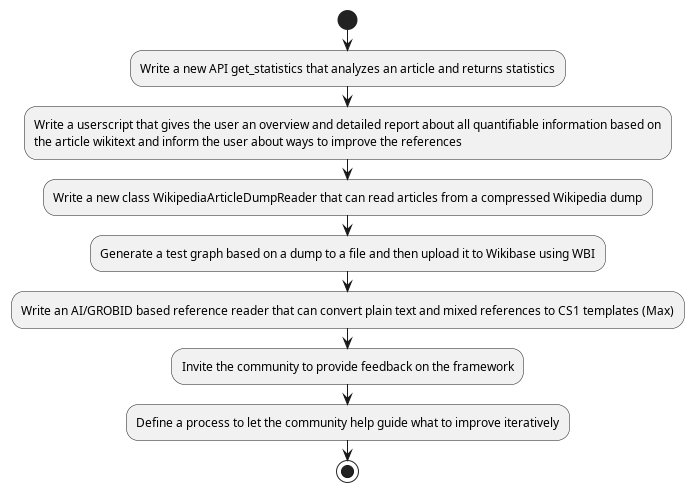 Write a new API get_statistics that analyzes an article and returns statistics
Write a userscript that gives the user an overview and detailed report about all quantifiable information based on
the article wikitext and inform the user about ways to improve the references
Write a new class WikipediaArticleDumpReader that can read articles from a compressed Wikipedia dump
Generate a test graph based on a dump to a file and then upload it to Wikibase using WBI
Write an AI/GROBID based reference reader that can convert plain text and mixed references to CS1 templates (Max)
Invite the community to provide feedback on the framework
Define a process to let the community help guide what to improve iteratively